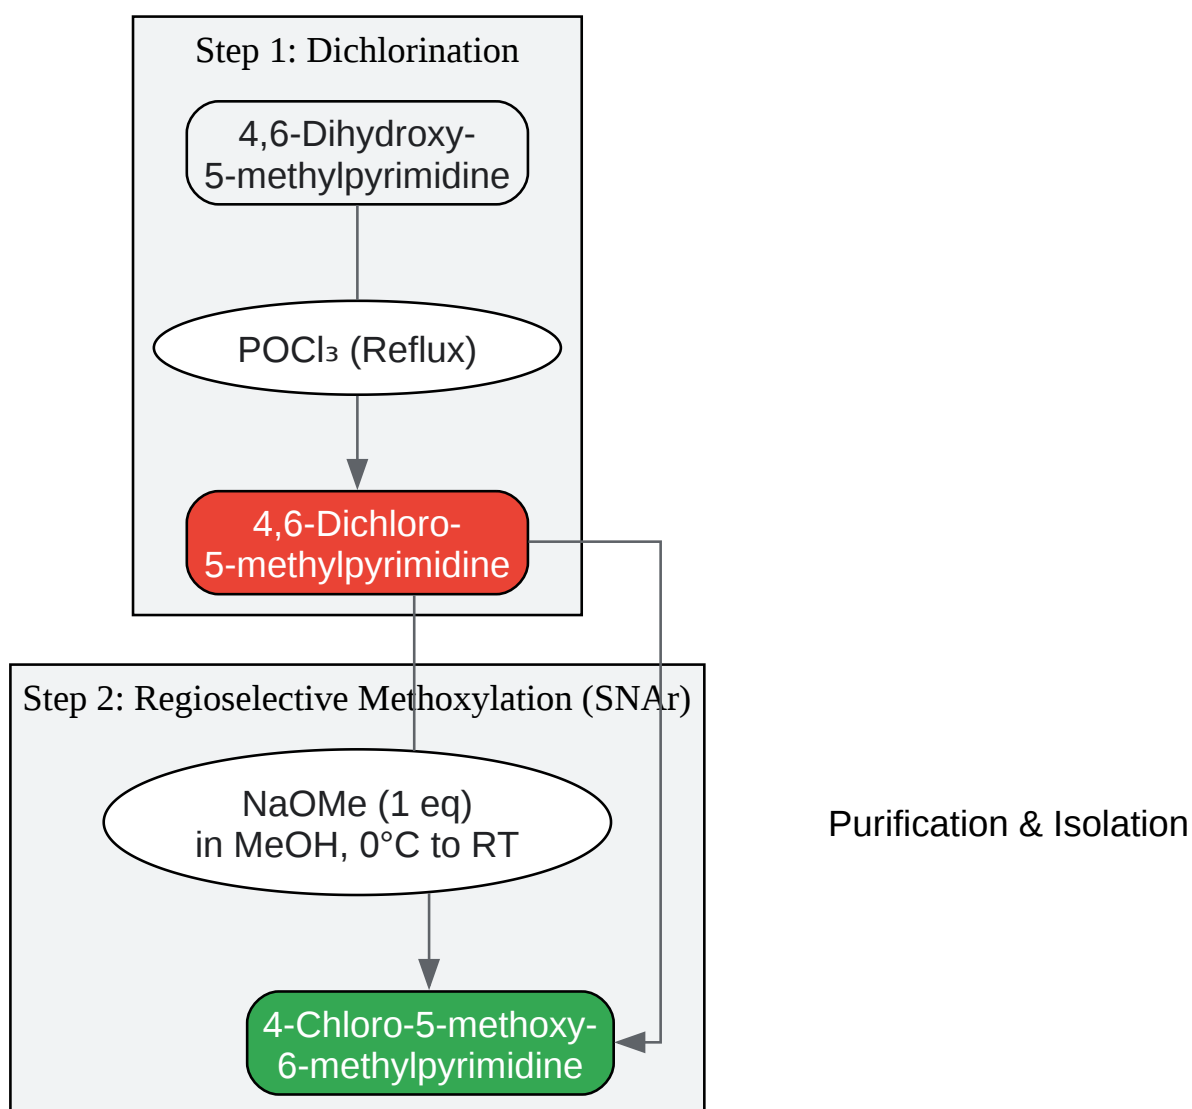 Step 1: Dichlorination
4,6-Dihydroxy-
5-methylpyrimidine
POCl₃ (Reflux)
4,6-Dichloro-
5-methylpyrimidine
Step 2: Regioselective Methoxylation (SNAr)
NaOMe (1 eq)
in MeOH, 0°C to RT
Purification & Isolation
4-Chloro-5-methoxy-
6-methylpyrimidine